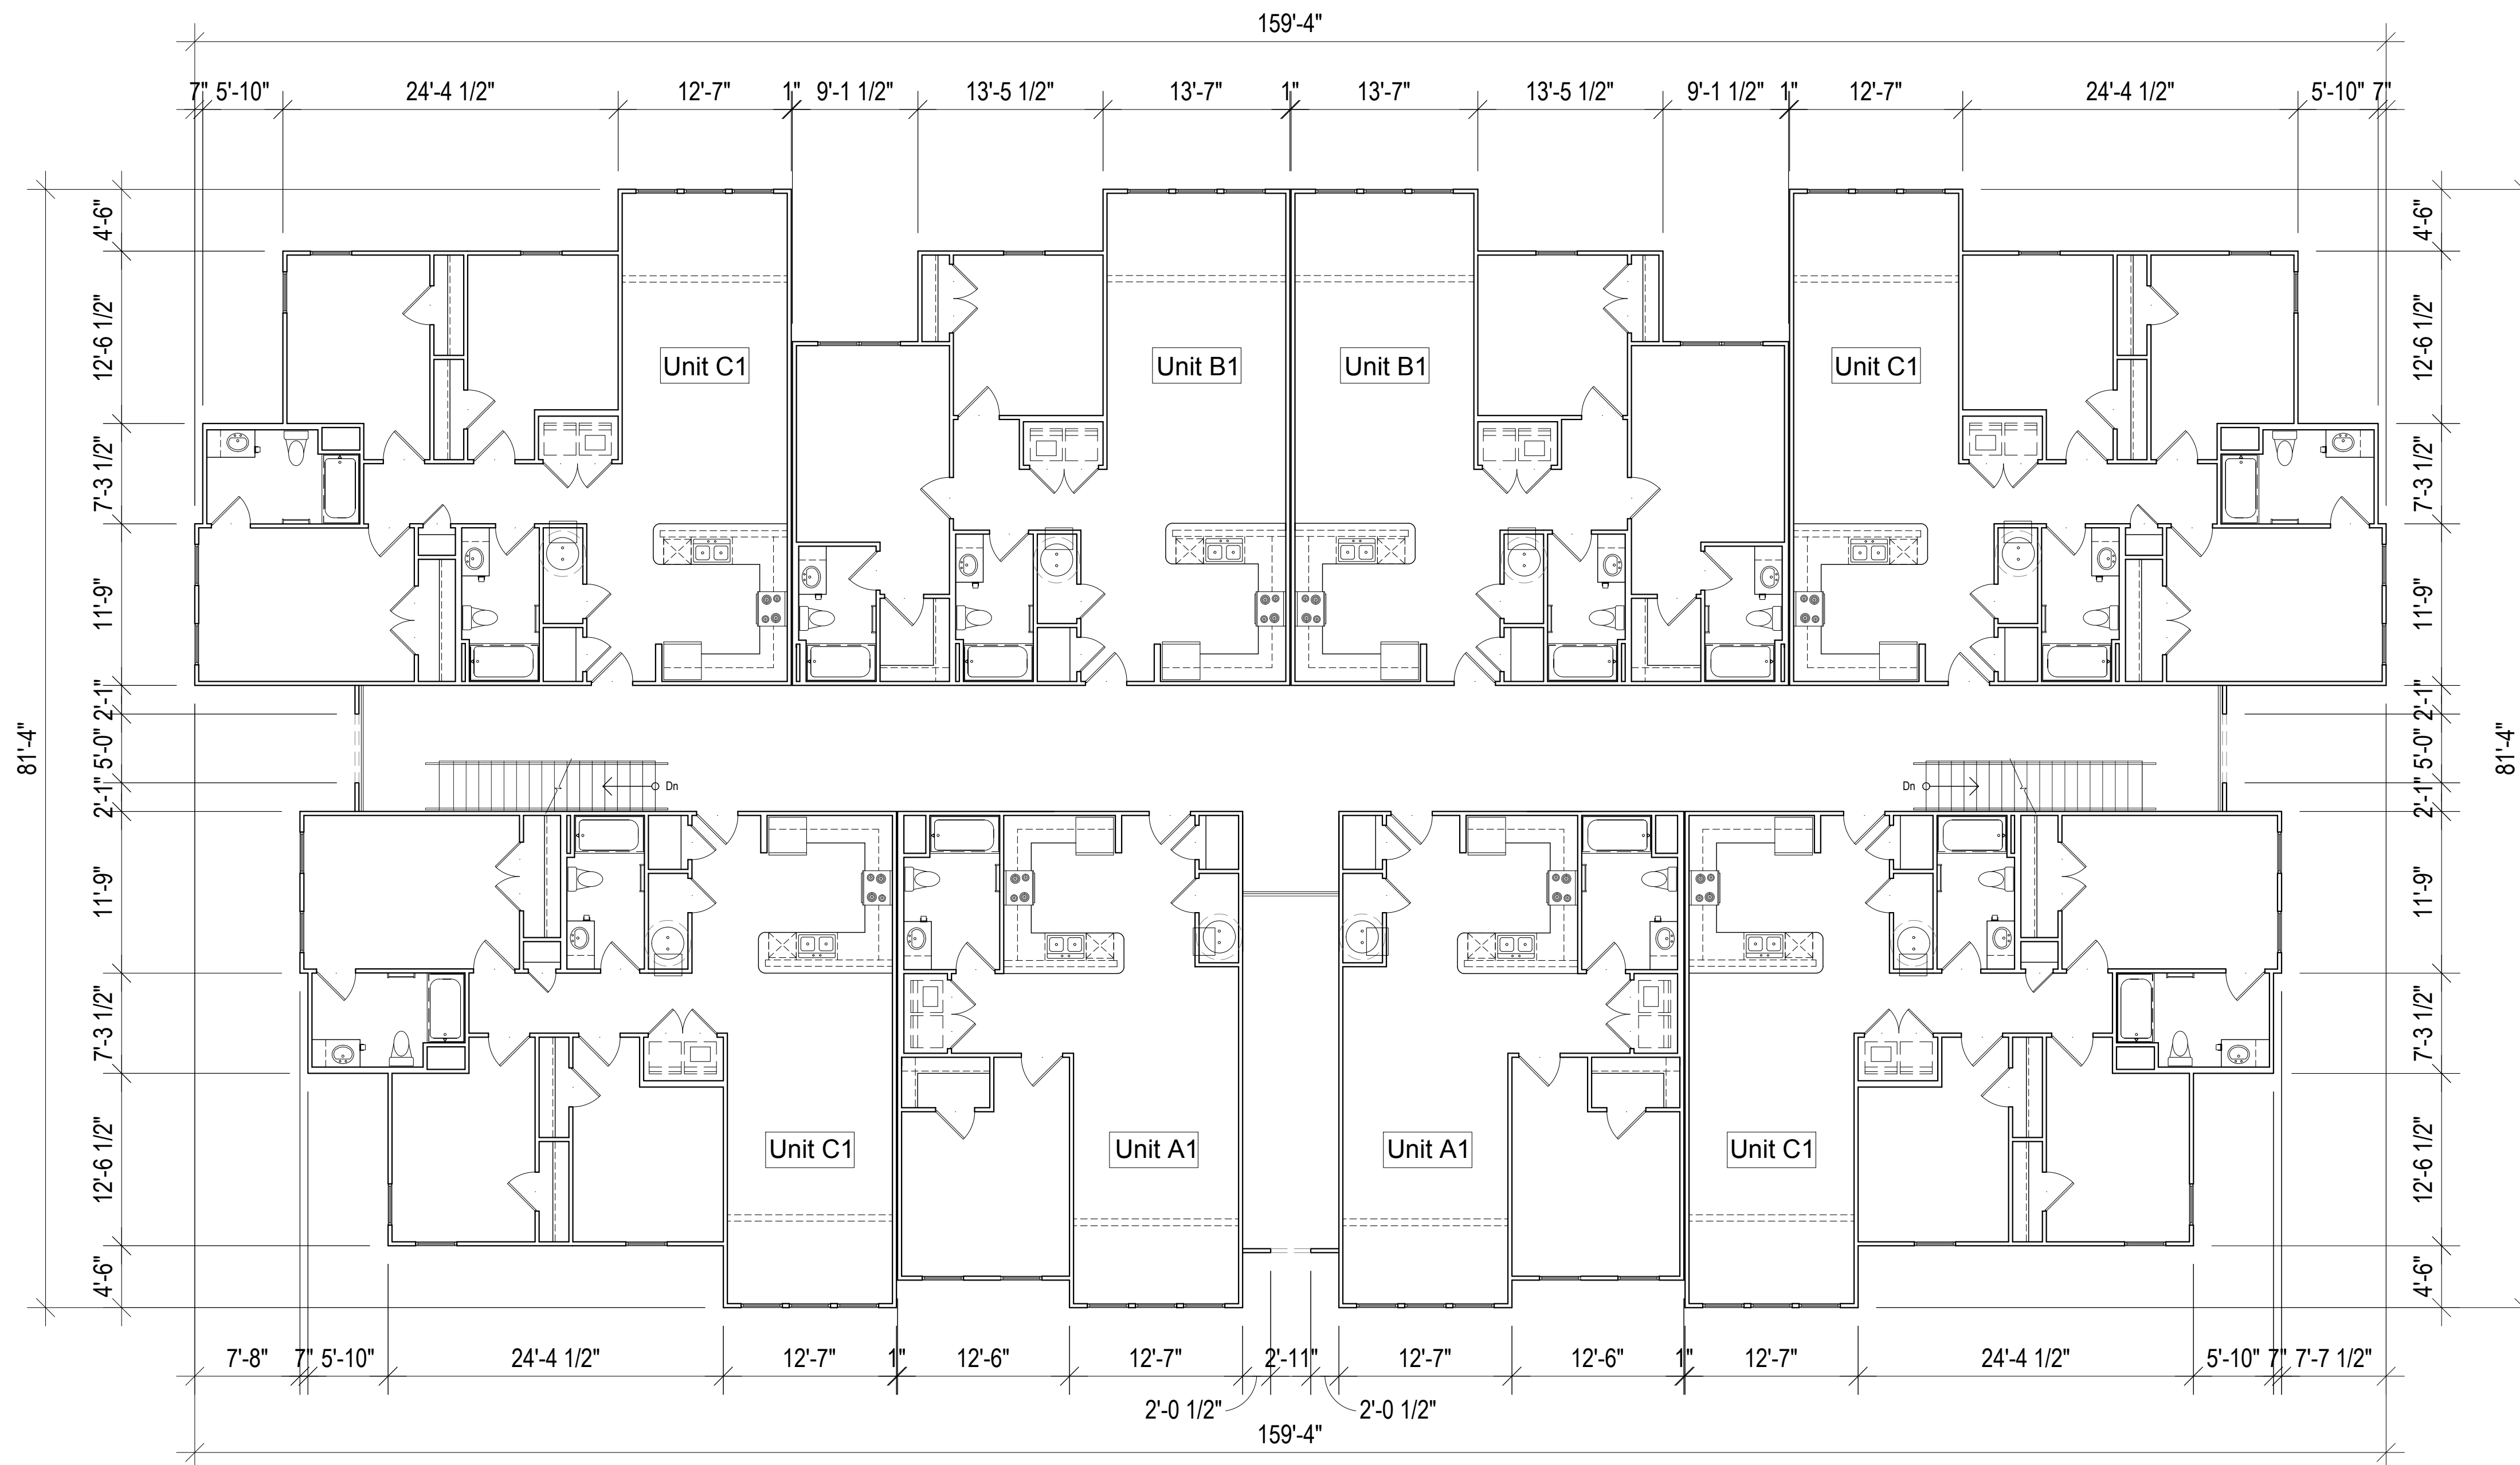 159'-4"
7" 5'-10" 24'-4 1/2" 12'-7" 1" 9'-1 1/2" 13'-5 1/2" 13'-7" 1" 13'-7" 13'-5 1/2" 9'-1 1/2" 1" 12'-7" 24'-4 1/2" 5'-10" 7"
4'-6" 4'-6"
12'-6 1/2" 12'-6 1/2"
Unit C1 Unit B1 Unit B1 Unit C1
7'-3 1/2" 7'-3 1/2"
11'-9" 11'-9"
2'-1" 2'-1"
81'-4" 5'-0" 5'-0" 81'-4"
Dn Dn
2'-1" 2'-1"
11'-9" 11'-9"
7'-3 1/2" 7'-3 1/2"
12'-6 1/2" 12'-6 1/2"
Unit C1 Unit A1 Unit A1 Unit C1
4'-6" 4'-6"
7'-8" 7" 5'-10" 24'-4 1/2" 12'-7" 1" 12'-6" 12'-7" 2'-11" 12'-7" 12'-6" 1" 12'-7" 24'-4 1/2" 5'-10" 7" 7'-7 1/2"
2'-0 1/2" 2'-0 1/2"
159'-4"